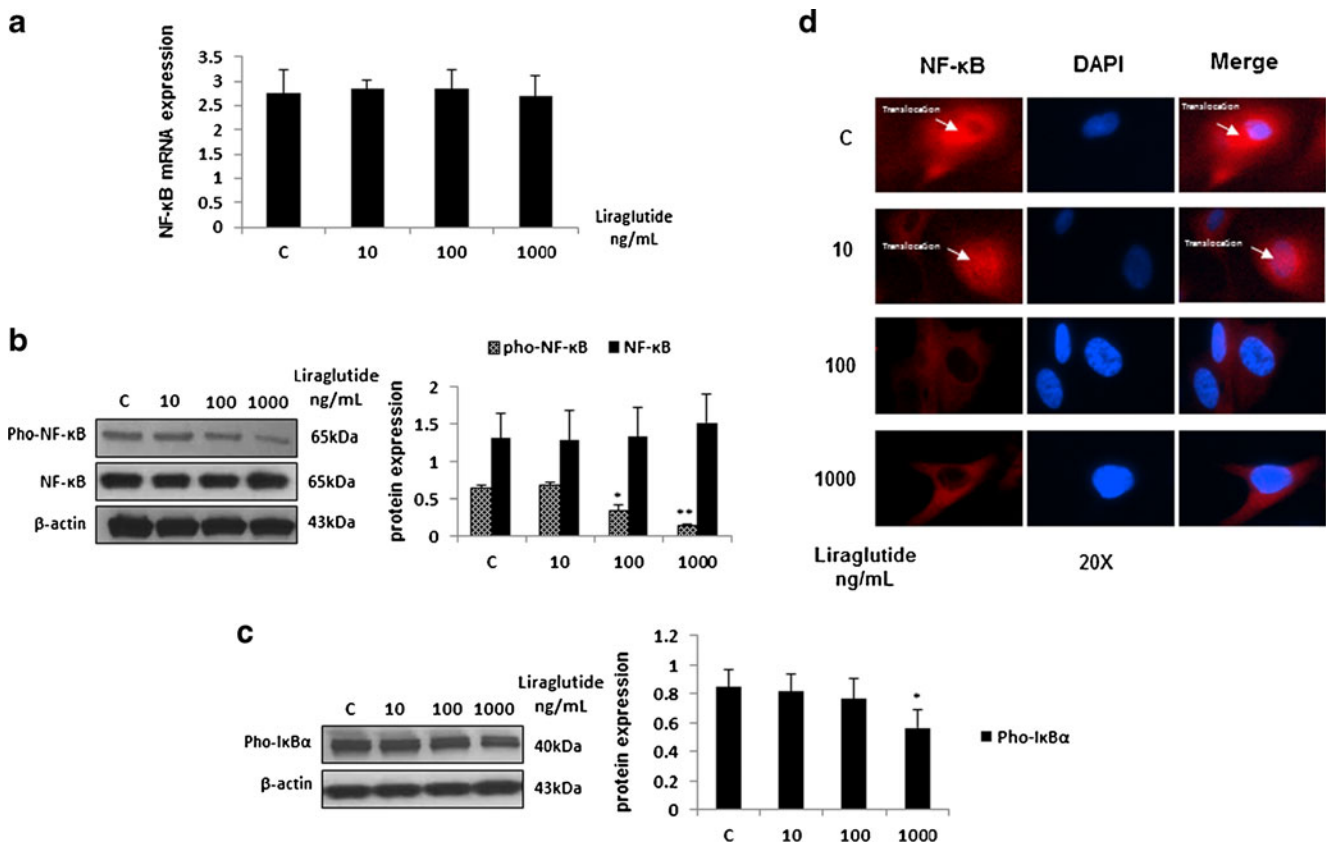 a
NF-κB mRNA expression
3.5
3
2.5
2
1.5
1
0.5
0
C 10 100 1000
Liraglutide
ng/mL
b
C 10 100 1000
Liraglutide
ng/mL
Pho-NF-κB 65kDa
NF-κB 65kDa
β-actin 43kDa
pho-NF-κB NF-κB
protein expression
2
1.5
1
0.5
0
*
**
C 10 100 1000
c
C 10 100 1000
Liraglutide
ng/mL
Pho-IκBα 40kDa
β-actin 43kDa
protein expression
1.2
1
0.8
0.6
0.4
0.2
0
*
C 10 100 1000
Pho-IκBα
d
NF-κB DAPI Merge
C
Translocation Translocation
10
Translocation Translocation
100
1000
Liraglutide
ng/mL
20X